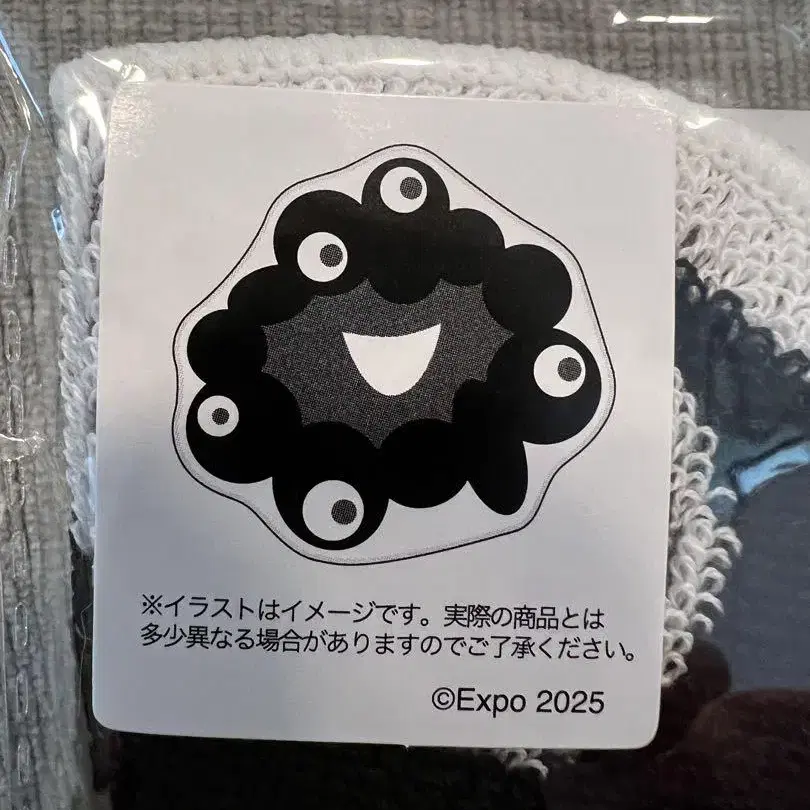 ※イラストはイメージです。実際の商品とは
多少異なる場合がありますのでご了承ください。
©Expo 2025